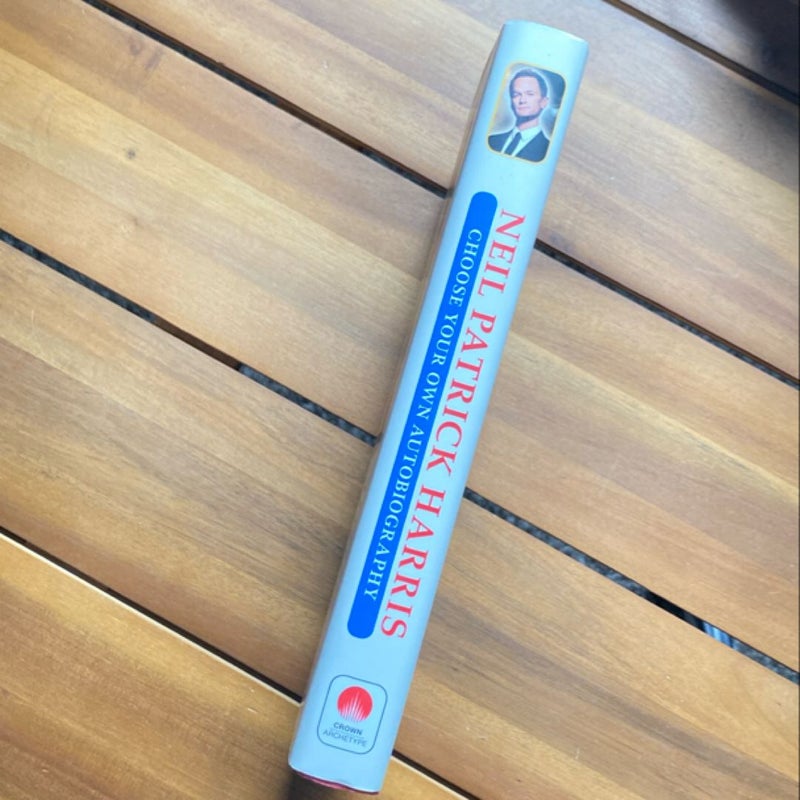 NEIL PATRICK HARRIS
CHOOSE YOUR OWN AUTOBIOGRAPHY
CROWN
ARCHETYPE